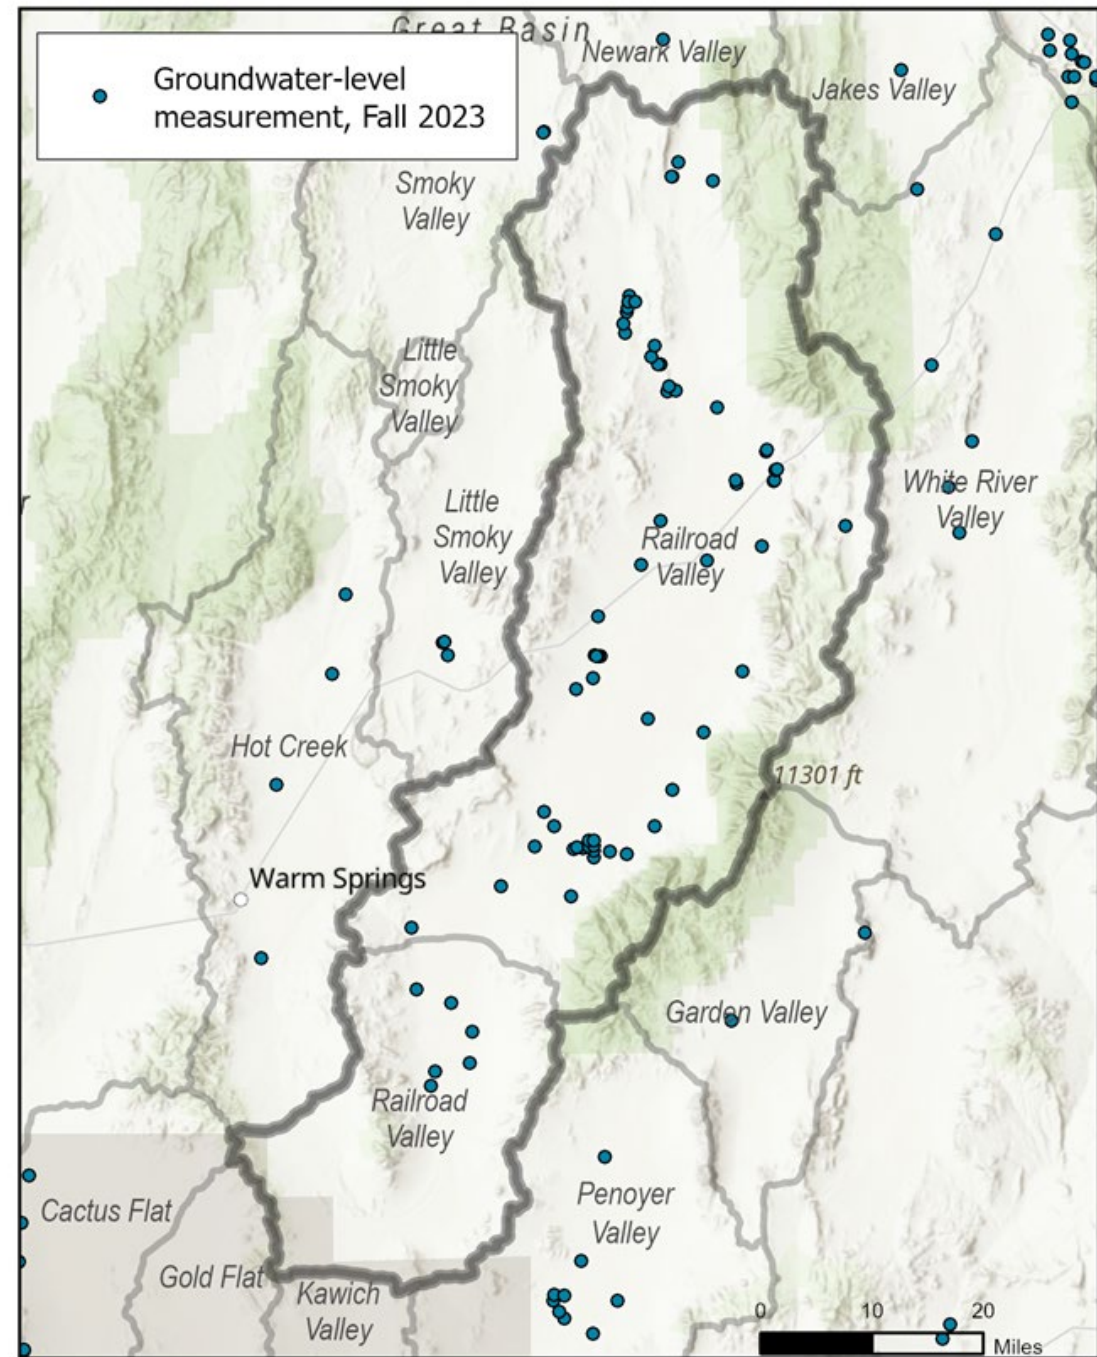 Great Basin
Groundwater-level
measurement, Fall 2023
Newark Valley
Jakes Valley
Smoky
Valley
Little
Smoky
Valley
Little
Smoky
Valley
White River
Valley
Railroad
Valley
Hot Creek
11301 ft
Warm Springs
Garden Valley
Railroad
Valley
Penoyer
Valley
Cactus Flat
Gold Flat
Kawich
Valley
0 10 20
Miles